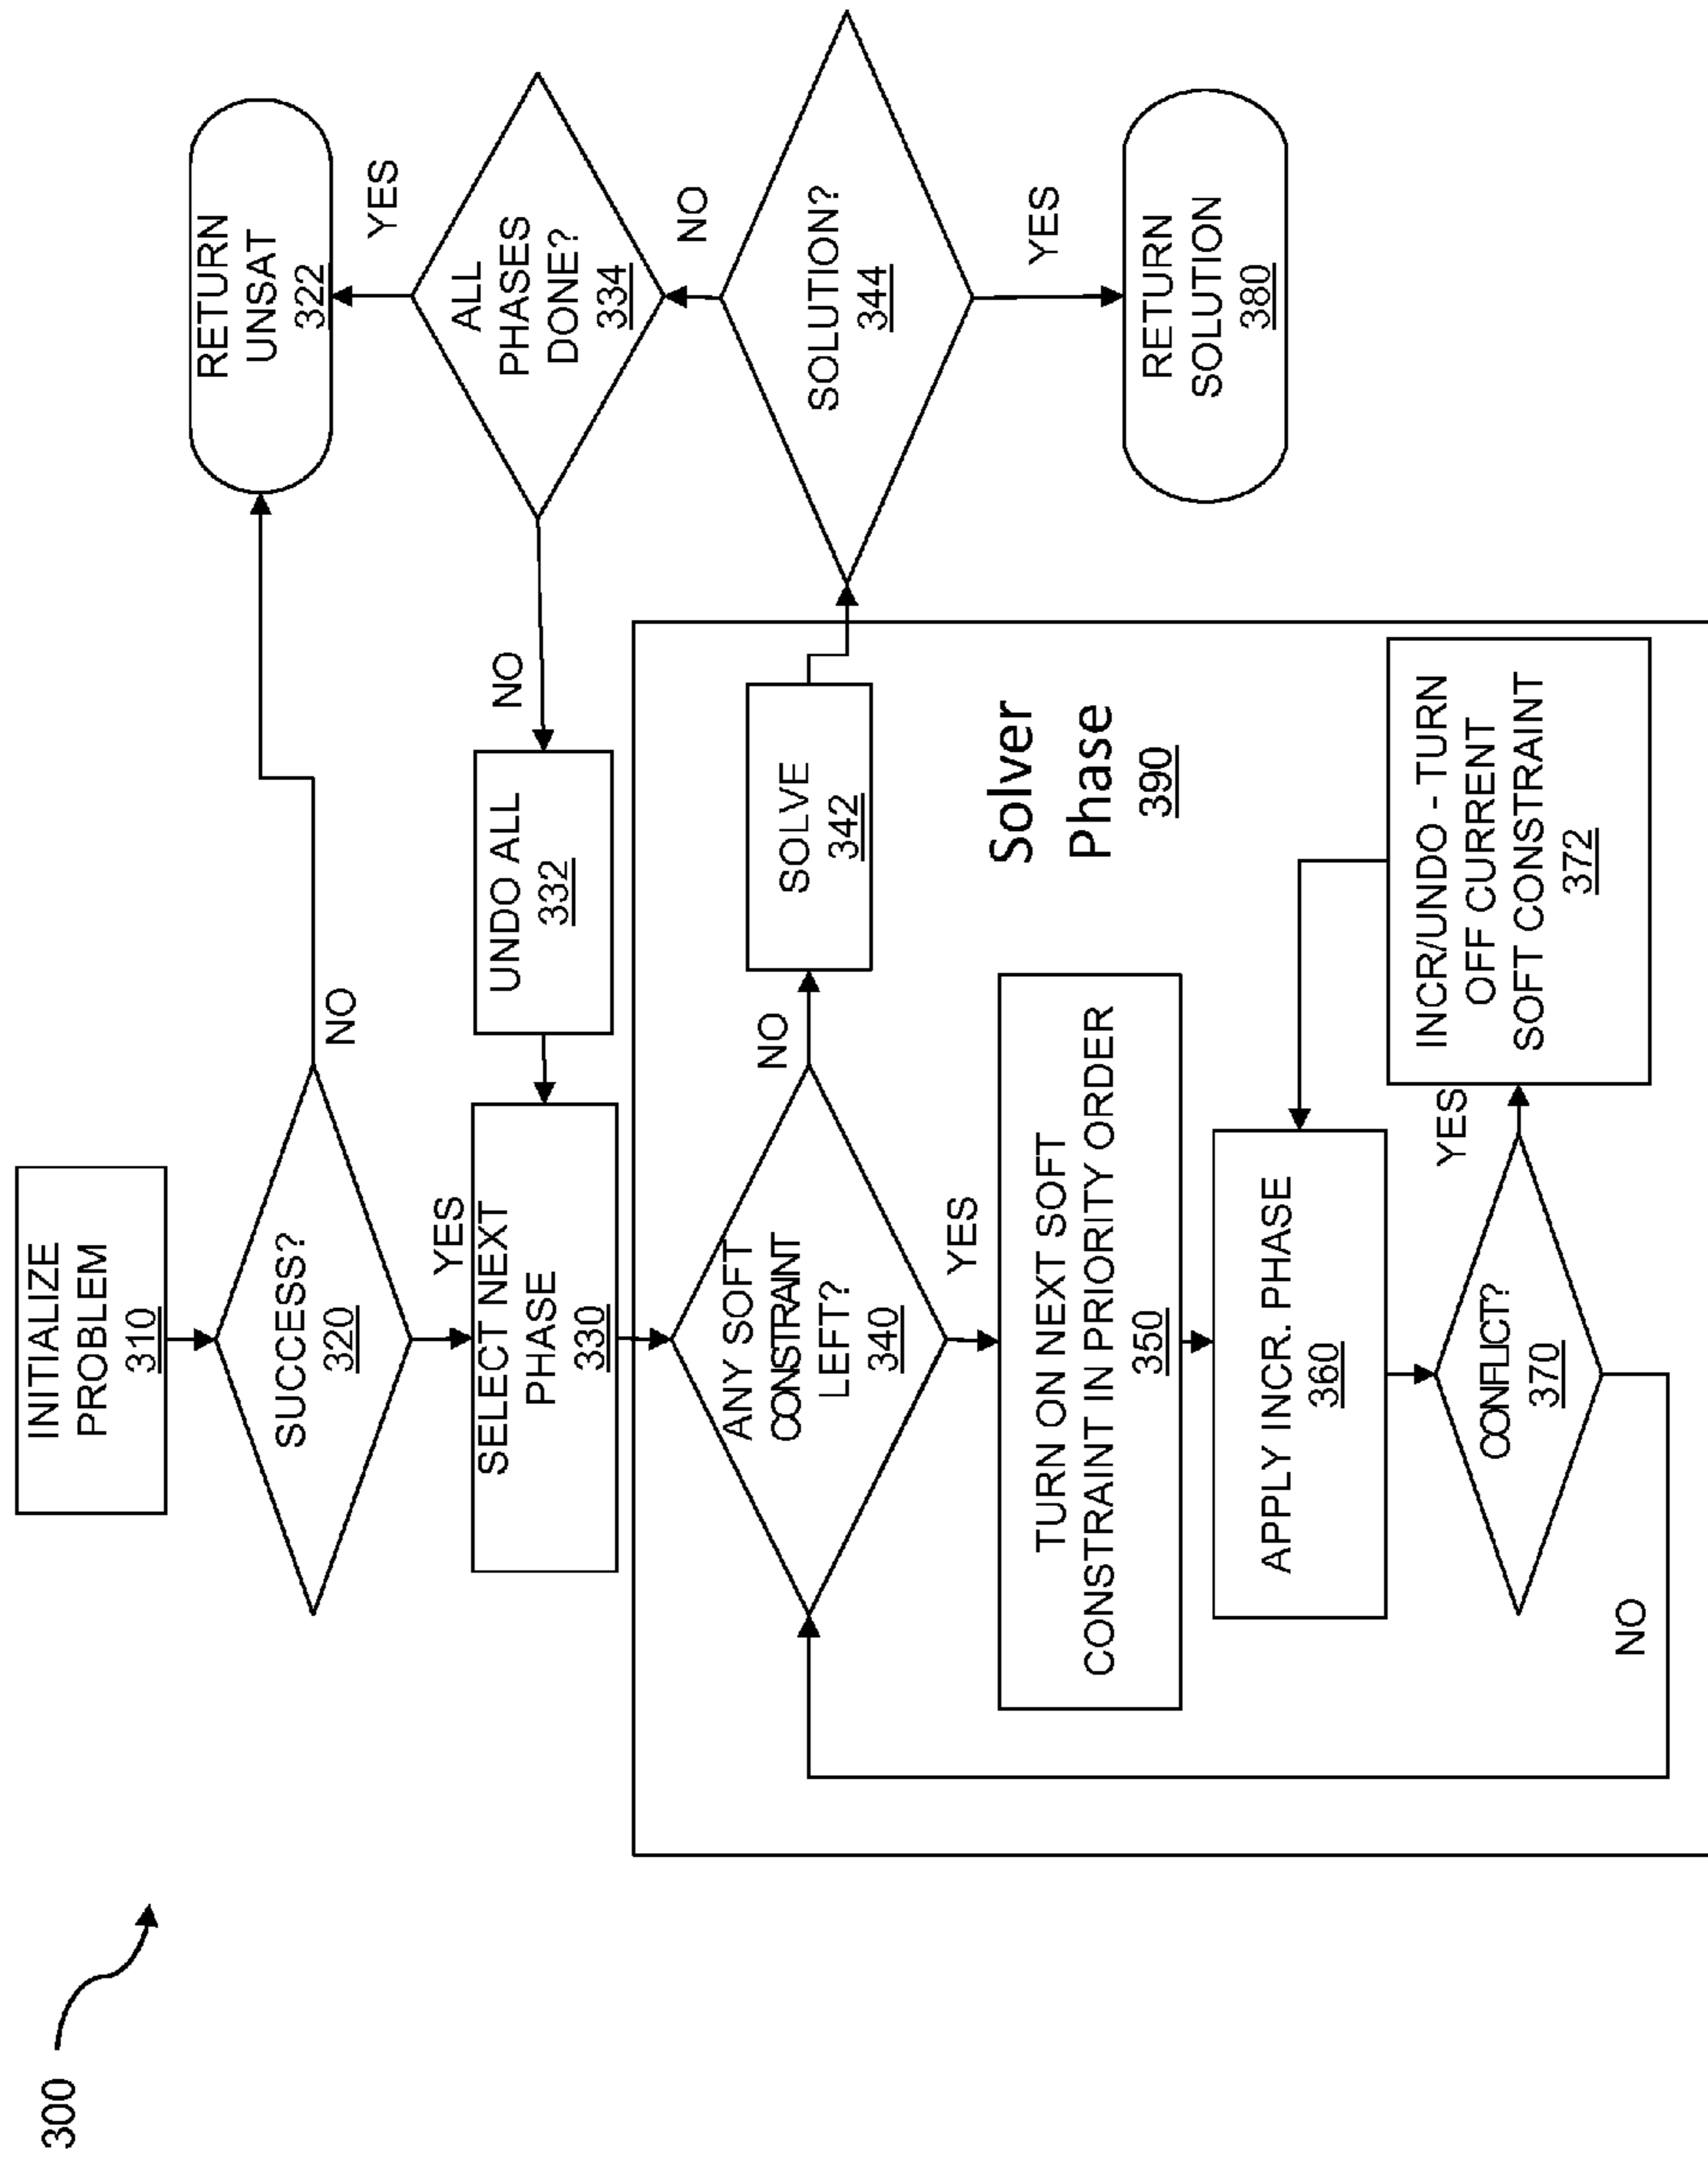 300
INITIALIZE
PROBLEM
310
SUCCESS?
320
NO
YES
RETURN
UNSAT
322
SELECT NEXT
PHASE
330
UNDO ALL
332
NO
ALL
PHASES
DONE?
334
YES
ANY SOFT
CONSTRAINT
LEFT?
340
NO
YES
SOLVE
342
SOLUTION?
344
NO
YES
Solver
Phase
390
TURN ON NEXT SOFT
CONSTRAINT IN PRIORITY ORDER
350
APPLY INCR. PHASE
360
CONFLICT?
370
YES
NO
INCR/UNDO - TURN
OFF CURRENT
SOFT CONSTRAINT
372
RETURN
SOLUTION
380